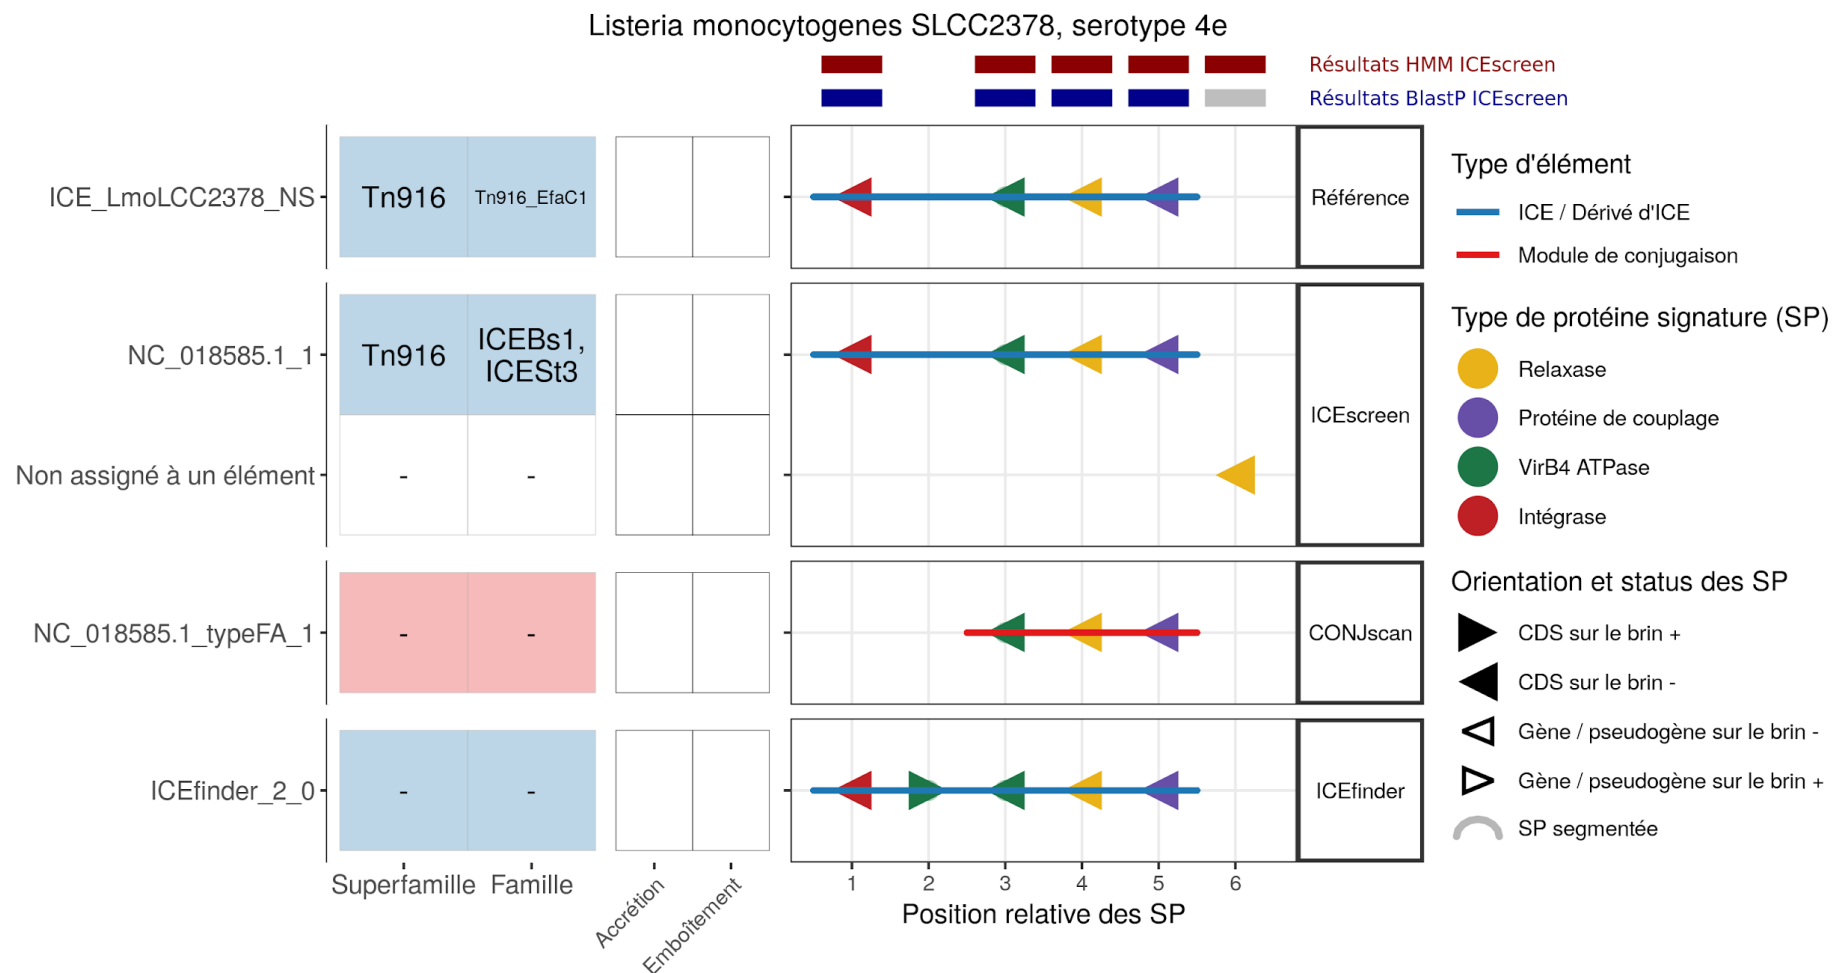 Listeria monocytogenes SLCC2378, serotype 4e
Résultats HMM ICEscreen
Résultats BlastP ICEscreen
ICE_LmoLCC2378_NS
Tn916
Tn916_EfaC1
Référence
NC_018585.1_1
Tn916
ICEBs1,
ICESt3
ICEscreen
Non assigné à un élément
-
-
NC_018585.1_typeFA_1
-
-
CONJscan
ICEfinder_2_0
-
-
ICEfinder
Superfamille
Famille
Accrétion
Emboîtement
1
2
3
4
5
6
Position relative des SP
Type d'élément
ICE / Dérivé d'ICE
Module de conjugaison
Type de protéine signature (SP)
Relaxase
Protéine de couplage
VirB4 ATPase
Intégrase
Orientation et status des SP
CDS sur le brin +
CDS sur le brin -
Gène / pseudogène sur le brin -
Gène / pseudogène sur le brin +
SP segmentée